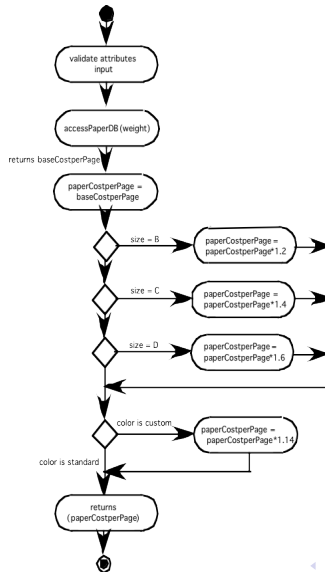 validate attributes
input
accessPaperDB(weight)
returns baseCostperPage
paperCostperPage =
baseCostperPage
size = B
paperCostperPage =
paperCostperPage*1.2
size = C
paperCostperPage =
paperCostperPage*1.4
size = D
paperCostperPage =
paperCostperPage*1.6
color is custom
paperCostperPage =
paperCostperPage*1.14
color is standard
returns
(paperCostperPage)